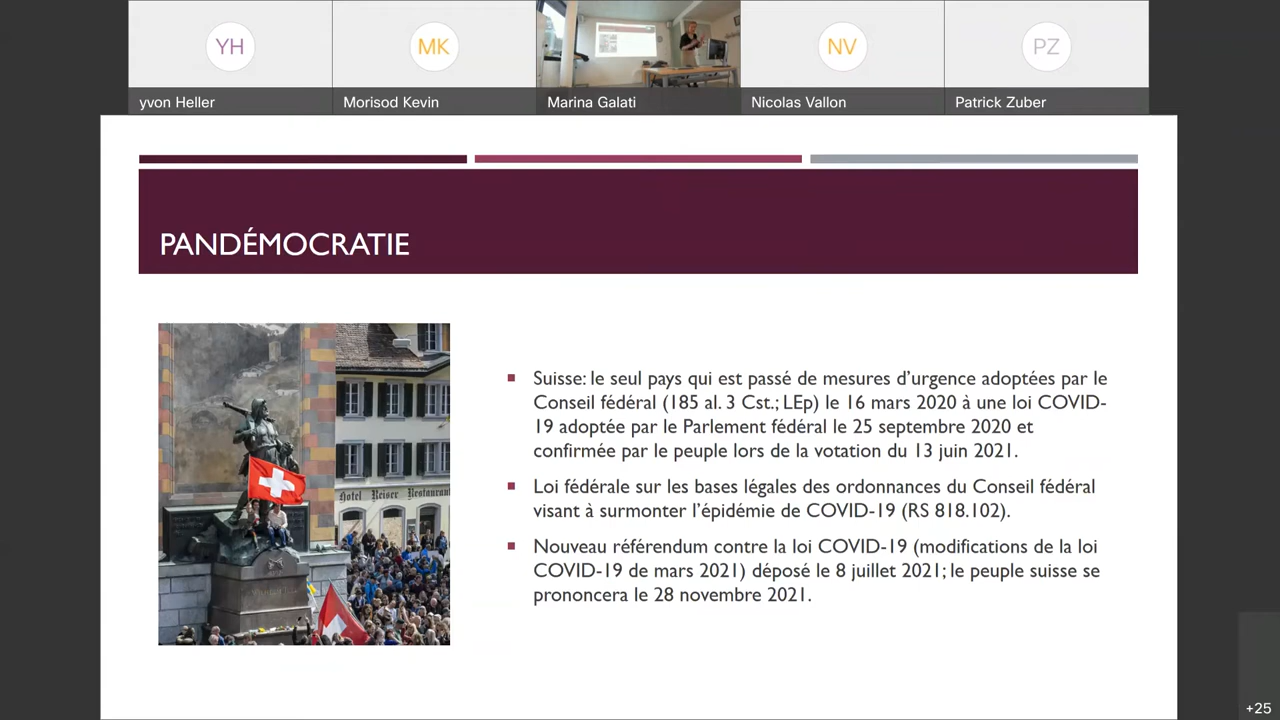 YH
MK
NV
PZ
yvon Heller
Morisod Kevin
Marina Galati
Nicolas Vallon
Patrick Zuber
PANDÉMOCRATIE
Hotel Reiser Restaurant
Suisse: le seul pays qui est passé de mesures d’urgence adoptées par le
Conseil fédéral (185 al. 3 Cst.; LEp) le 16 mars 2020 à une loi COVID-
19 adoptée par le Parlement fédéral le 25 septembre 2020 et
confirmée par le peuple lors de la votation du 13 juin 2021.
Loi fédérale sur les bases légales des ordonnances du Conseil fédéral
visant à surmonter l’épidémie de COVID-19 (RS 818.102).
Nouveau référendum contre la loi COVID-19 (modifications de la loi
COVID-19 de mars 2021) déposé le 8 juillet 2021; le peuple suisse se
prononcera le 28 novembre 2021.
+25